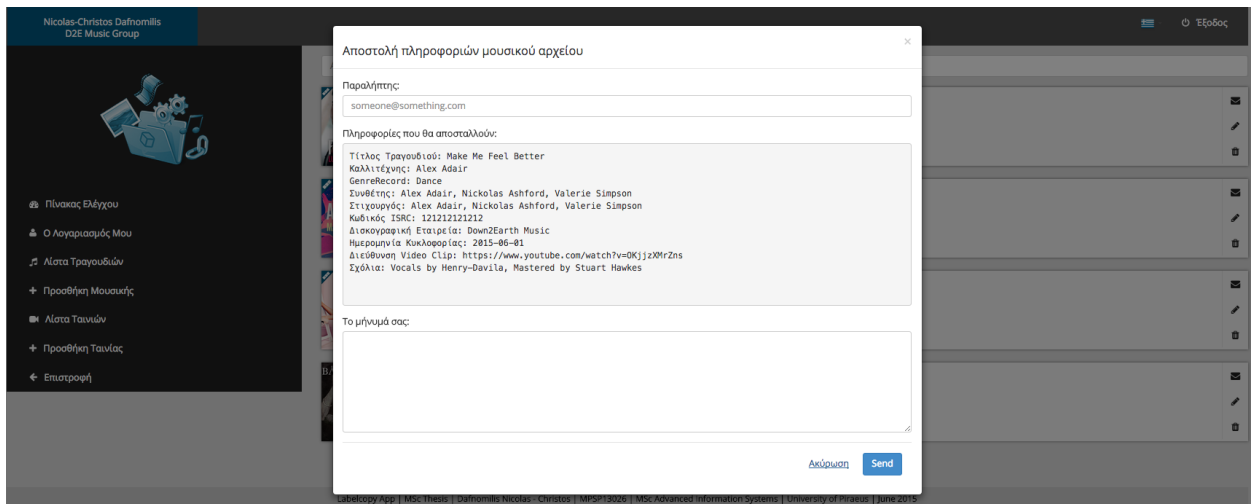 Nicolas-Christos Dafnomilis
D2E Music Group
Έξοδος
Αποστολή πληροφοριών μουσικού αρχείου
×
Παραλήπτης:
someone@something.com
Πληροφορίες που θα αποσταλλούν:
Τίτλος Τραγουδιού: Make Me Feel Better
Καλλιτέχνης: Alex Adair
GenreRecord: Dance
Συνθέτης: Alex Adair, Nickolas Ashford, Valerie Simpson
Στιχουργός: Alex Adair, Nickolas Ashford, Valerie Simpson
Κωδικός ISRC: 121212121212
Δισκογραφική Εταιρεία: Down2Earth Music
Ημερομηνία Κυκλοφορίας: 2015-06-01
Διεύθυνση Video Clip: https://www.youtube.com/watch?v=OKjjzXMrZns
Σχόλια: Vocals by Henry-Davila, Mastered by Stuart Hawkes
Το μήνυμά σας:
Ακύρωση
Send
Πίνακας Ελέγχου
Ο Λογαριασμός Μου
Λίστα Τραγουδιών
Προσθήκη Μουσικής
Λίστα Ταινιών
Προσθήκη Ταινίας
Επιστροφή
Labelcopy App | MSc Thesis | Dafnomilis Nicolas - Christos | MPSP13026 | MSc Advanced Information Systems | University of Piraeus | June 2015